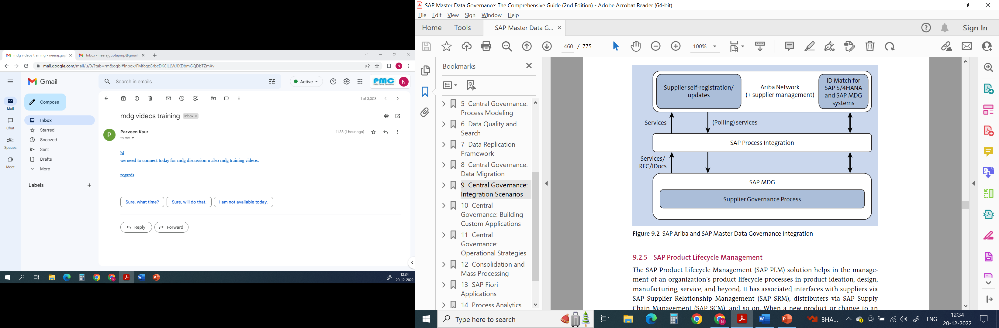 mdg videos training - neeraj.gup
Inbox - neerajguptapmp@gmail.
mail.google.com/mail/u/0/?tab=rm&ogbl#inbox/FMfcgzGrbcDKCjLLWJJXDbmGQDbTZmXv
N
Gmail
Search in emails
Active
PMC
Help Grow Business
N
Mail
Chat
Spaces
Meet
Compose
Inbox
Starred
Snoozed
Sent
Drafts
More
Labels
1 of 3,303
mdg videos training Inbox x
P
Parveen Kaur
to me
11:33 (1 hour ago)
hi
we need to connect today for mdg discussion n also mdg training videos.
regards
Sure, what time?
Sure, will do that.
I am not available today.
Reply
Forward
12:34
20-12-2022
SAP Master Data Governance: The Comprehensive Guide (2nd Edition) - Adobe Acrobat Reader (64-bit)
File Edit View Sign Window Help
Home Tools SAP Master Data G... ×
Sign In
460 / 775
100%
Bookmarks
5 Central Governance:
Process Modeling
6 Data Quality and
Search
7 Data Replication
Framework
8 Central Governance:
Data Migration
9 Central Governance:
Integration Scenarios
10 Central
Governance: Building
Custom Applications
11 Central
Governance:
Operational Strategies
12 Consolidation and
Mass Processing
13 SAP Fiori
Applications
14 Process Analytics
Supplier self-registration/
updates
Ariba Network
(+ supplier management)
ID Match for
SAP S/4HANA
and SAP MDG
systems
Services
(Polling) services
SAP Process Integration
Services/
RFC/IDocs
SAP MDG
Supplier Governance Process
Figure 9.2 SAP Ariba and SAP Master Data Governance Integration
9.2.5 SAP Product Lifecycle Management
The SAP Product Lifecycle Management (SAP PLM) solution helps in the manage-
ment of an organization's product lifecycle processes in product ideation, design,
manufacturing, service, and beyond. It has associated interfaces with suppliers via
SAP Supplier Relationship Management (SAP SRM), distributers via SAP Supply
Chain Management (SAP SCM), and so on. When a new product or change to an
Type here to search
BHA...
ENG
12:34
20-12-2022